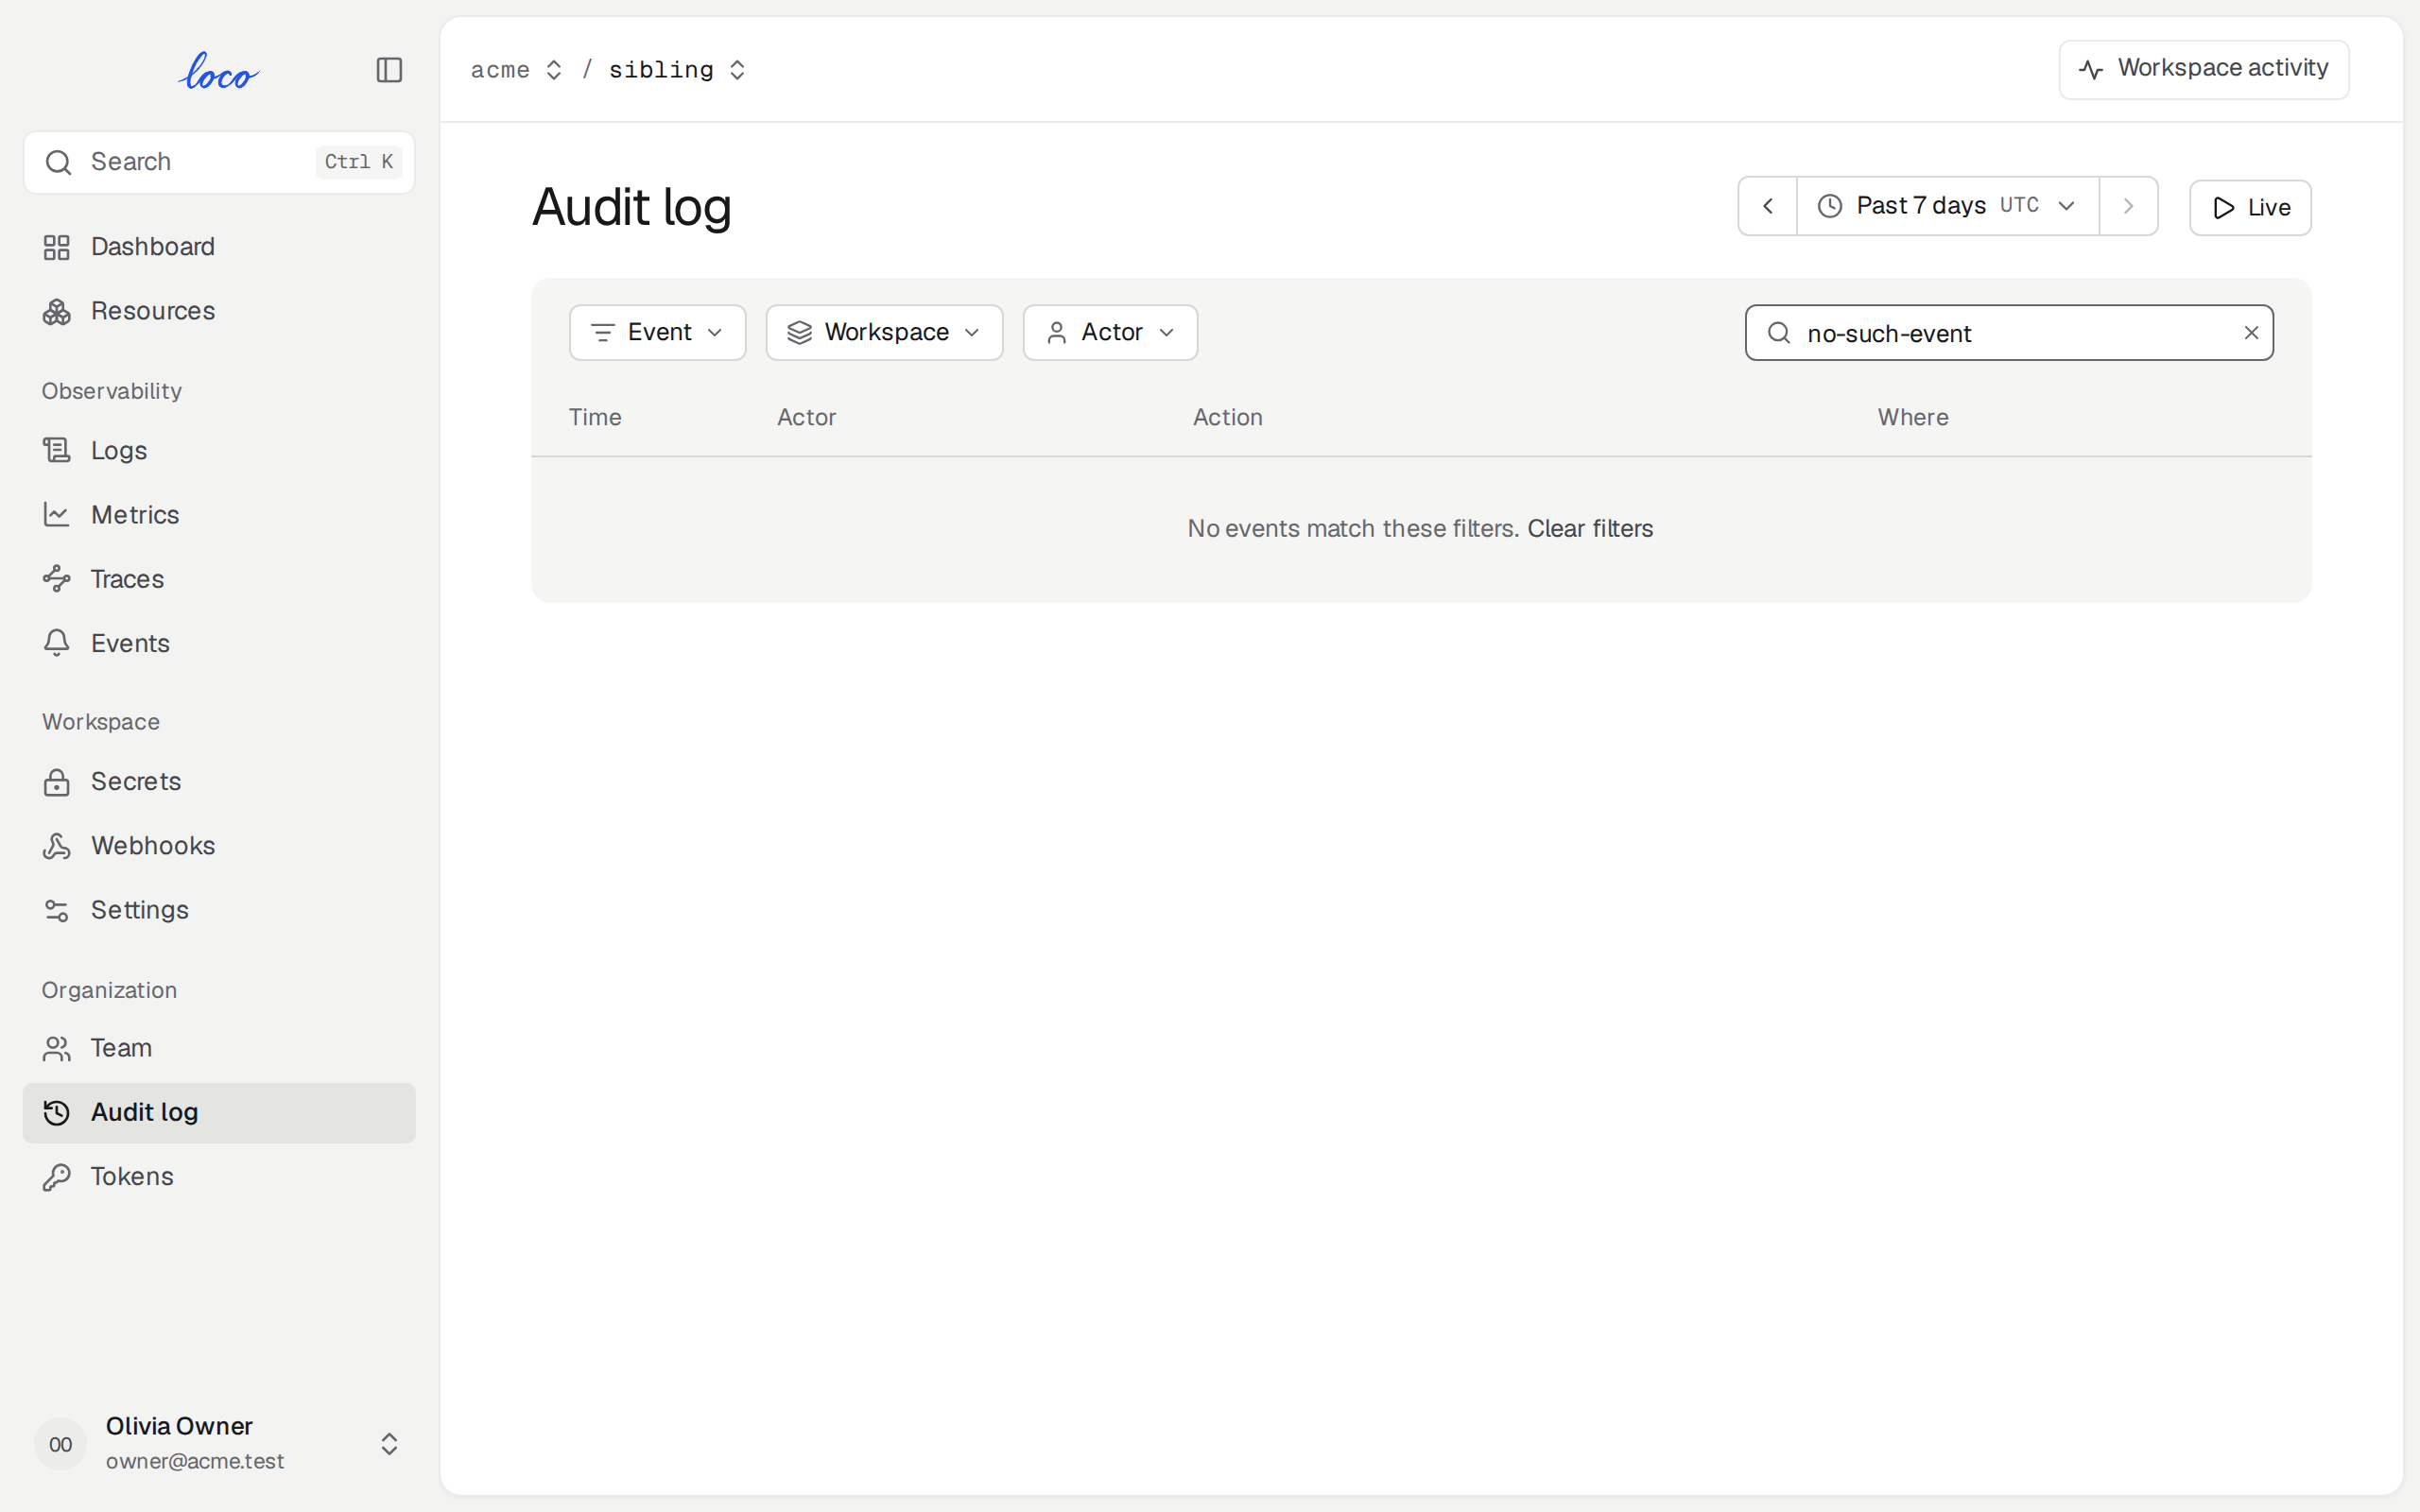 loco
acme / sibling
Workspace activity
Search Ctrl K
Dashboard
Resources
Observability
Logs
Metrics
Traces
Events
Workspace
Secrets
Webhooks
Settings
Organization
Team
Audit log
Tokens
OO Olivia Owner
owner@acme.test
Audit log
Past 7 days UTC
Live
Event
Workspace
Actor
no-such-event
Time Actor Action Where
No events match these filters. Clear filters